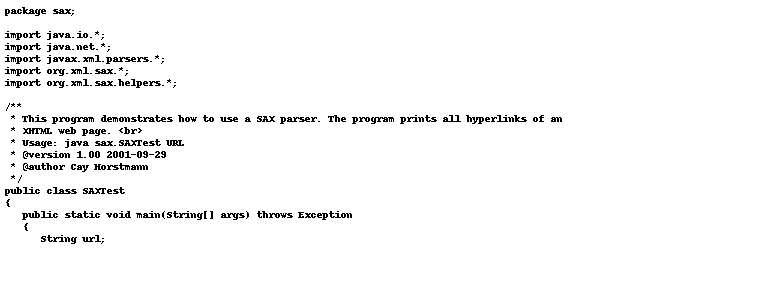 package sax;

import java.io.*;
import java.net.*;
import javax.xml.parsers.*;
import org.xml.sax.*;
import org.xml.sax.helpers.*;

/**
 * This program demonstrates how to use a SAX parser. The program prints all hyperlinks of an
 * XHTML web page. <br>
 * Usage: java sax.SAXTest URL
 * @version 1.00 2001-09-29
 * @author Cay Horstmann
 */
public class SAXTest
{
   public static void main(String[] args) throws Exception
   {
      String url;